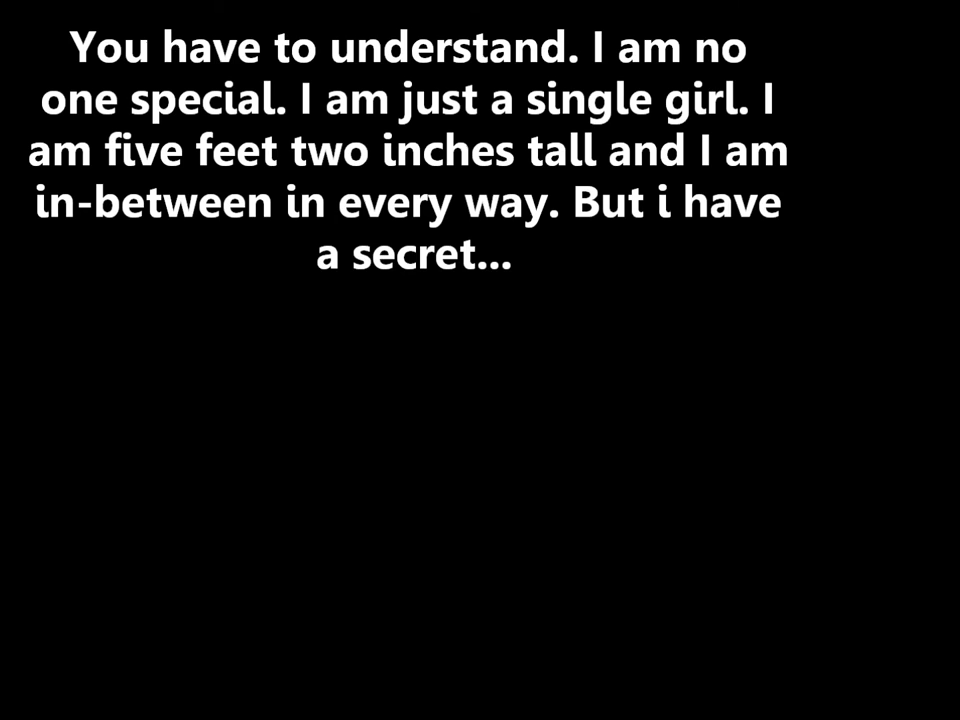 You have to understand. I am no
one special. I am just a single girl. I
am five feet two inches tall and I am
in-between in every way. But i have
a secret...